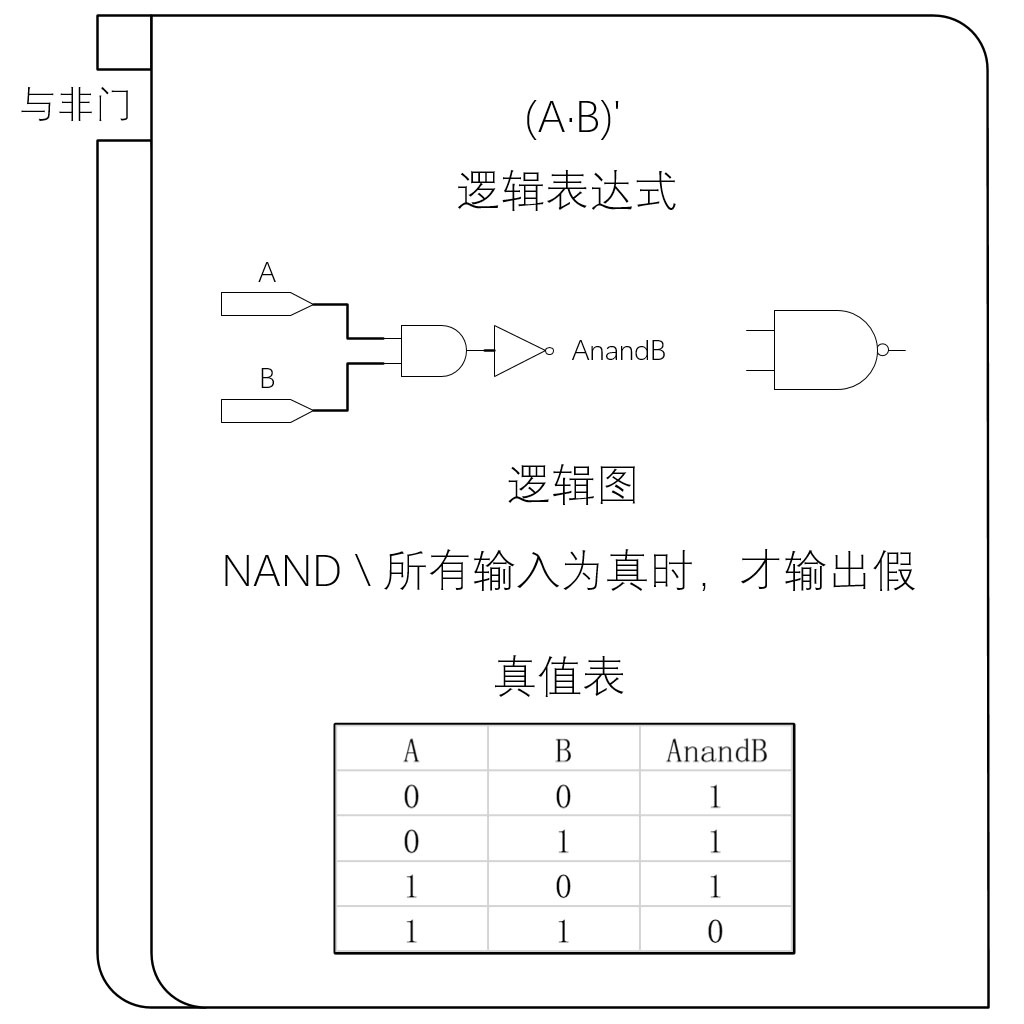 与非门
(A·B)'
逻辑表达式
A
B
AnandB
逻辑图
NAND \ 所有输入为真时，才输出假
真值表
A B AnandB
0 0 1
0 1 1
1 0 1
1 1 0